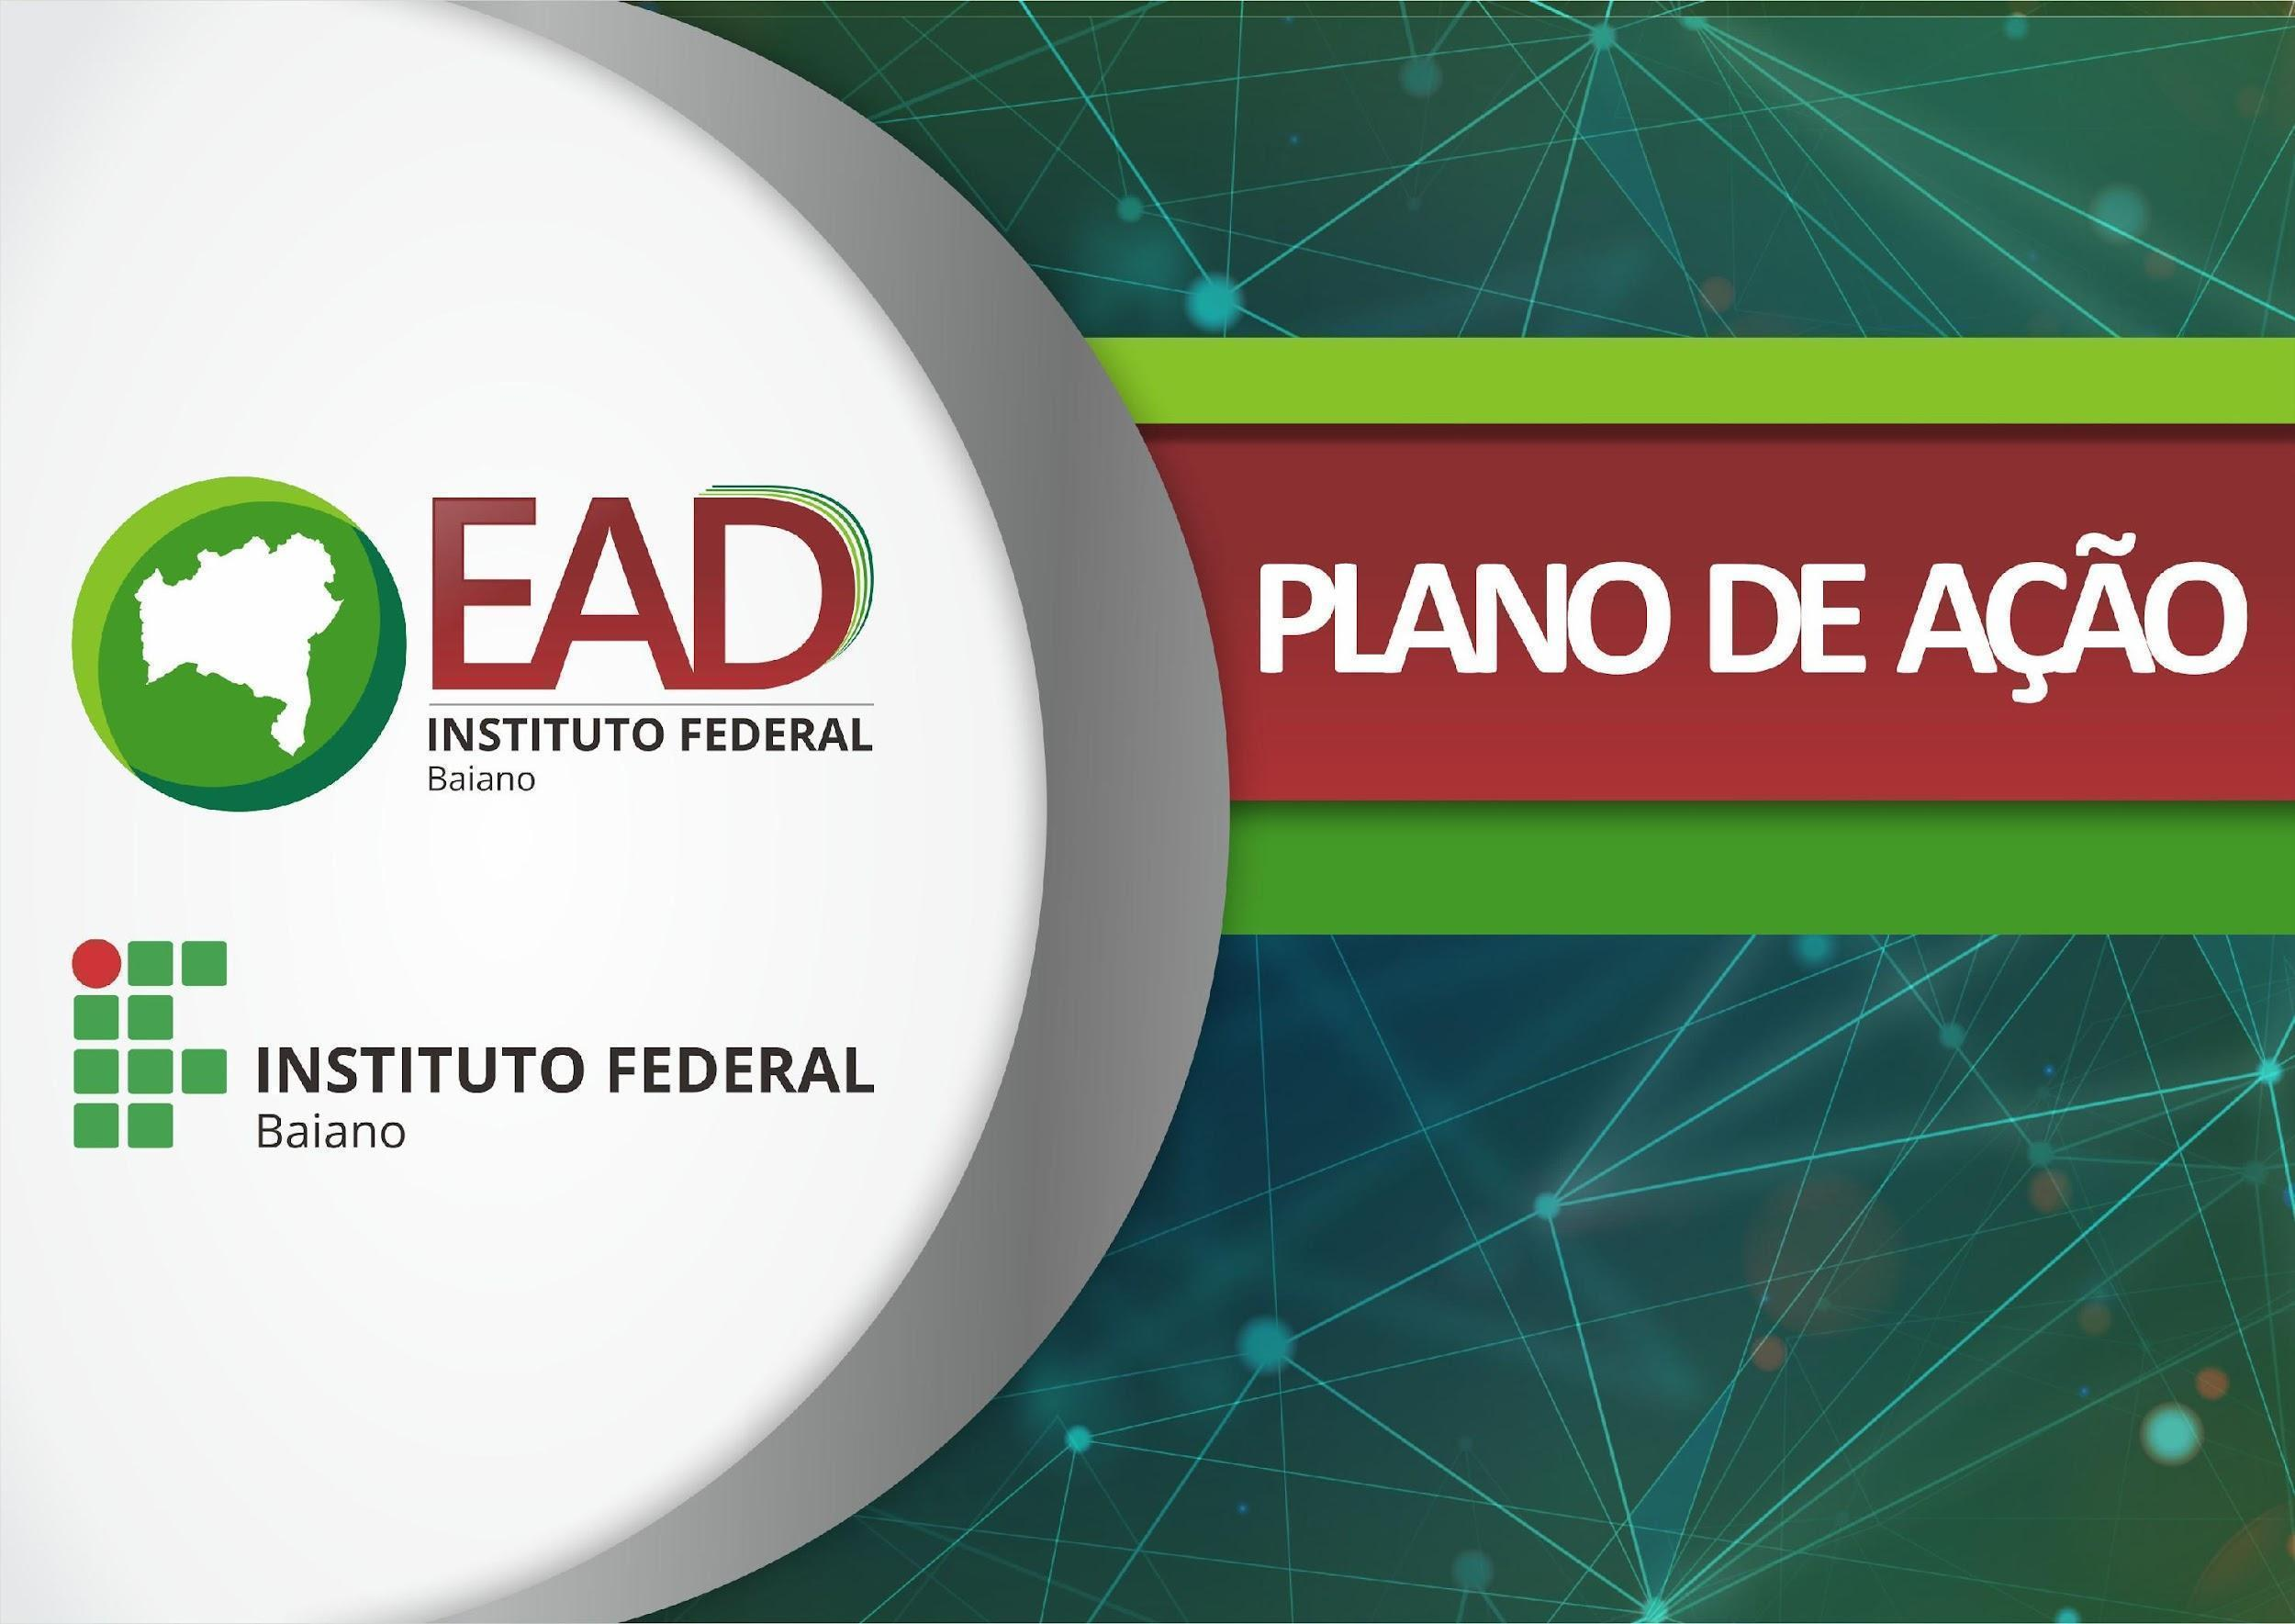 EAD
INSTITUTO FEDERAL
Baiano
INSTITUTO FEDERAL
Baiano
PLANO DE AÇÃO